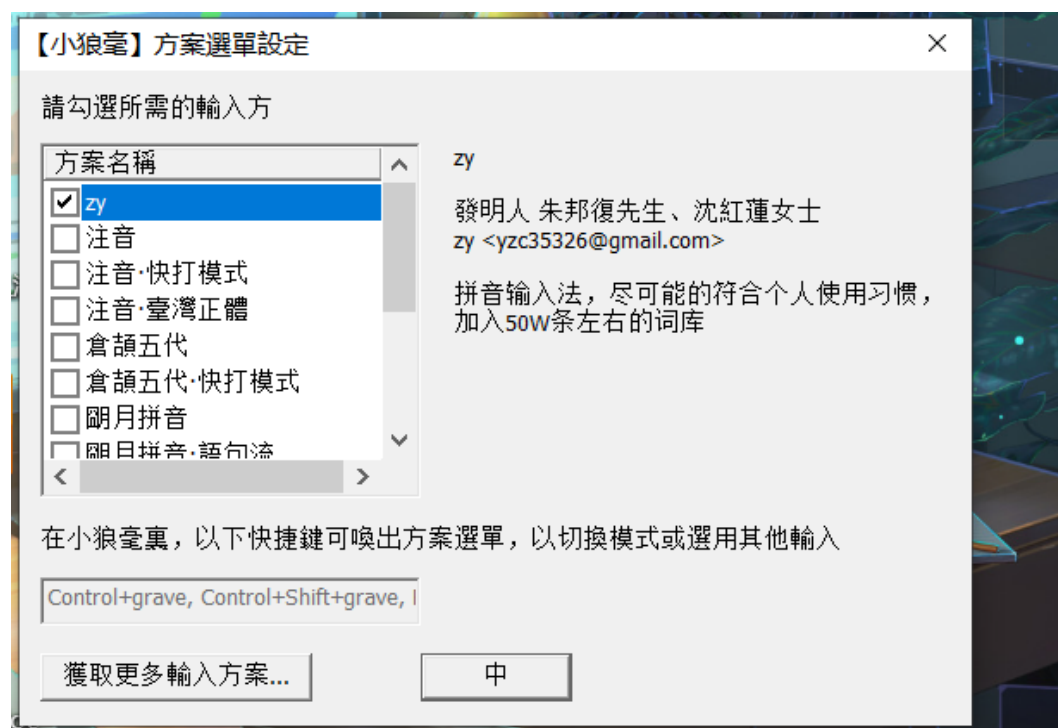 【小狼毫】方案選單設定
請勾選所需的輸入方
方案名稱
zy
注音
注音·快打模式
注音·臺灣正體
倉頡五代
倉頡五代·快打模式
朙月拼音
朙月拼音·語句流
zy
發明人 朱邦復先生、沈紅蓮女士
zy <yzc35326@gmail.com>
拼音输入法，尽可能的符合个人使用习惯，
加入50W条左右的词库
在小狼毫裏，以下快捷鍵可喚出方案選單，以切換模式或選用其他輸入
Control+grave, Control+Shift+grave,
獲取更多輸入方案...
中